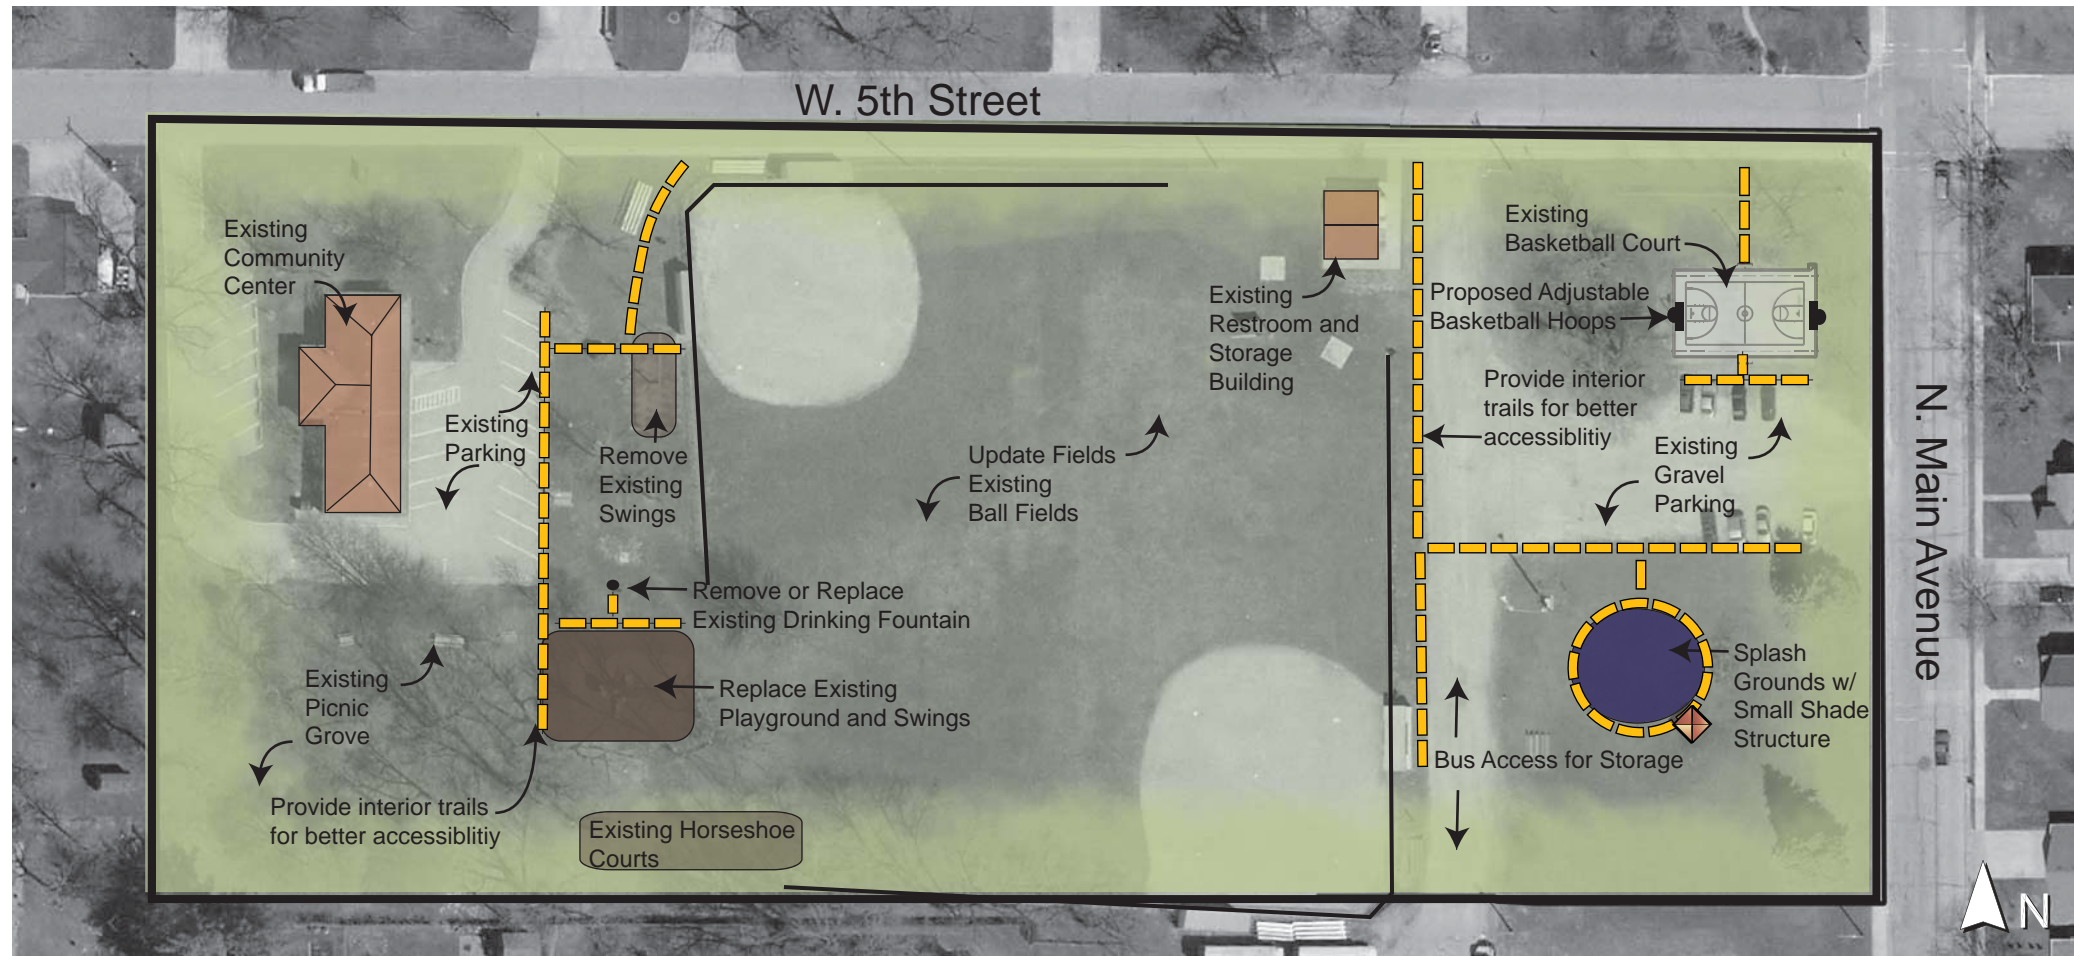 W. 5th Street
Existing
Community
Center
Existing
Parking
Remove
Existing
Swings
Update Fields
Existing
Ball Fields
Existing
Restroom and
Storage
Building
Existing
Basketball Court
Proposed Adjustable
Basketball Hoops
Provide interior
trails for better
accessiblitiy
Existing
Gravel
Parking
N. Main Avenue
Remove or Replace
Existing Drinking Fountain
Existing
Picnic
Grove
Replace Existing
Playground and Swings
Splash
Grounds w/
Small Shade
Structure
Bus Access for Storage
Provide interior trails
for better accessiblitiy
Existing Horseshoe
Courts
N